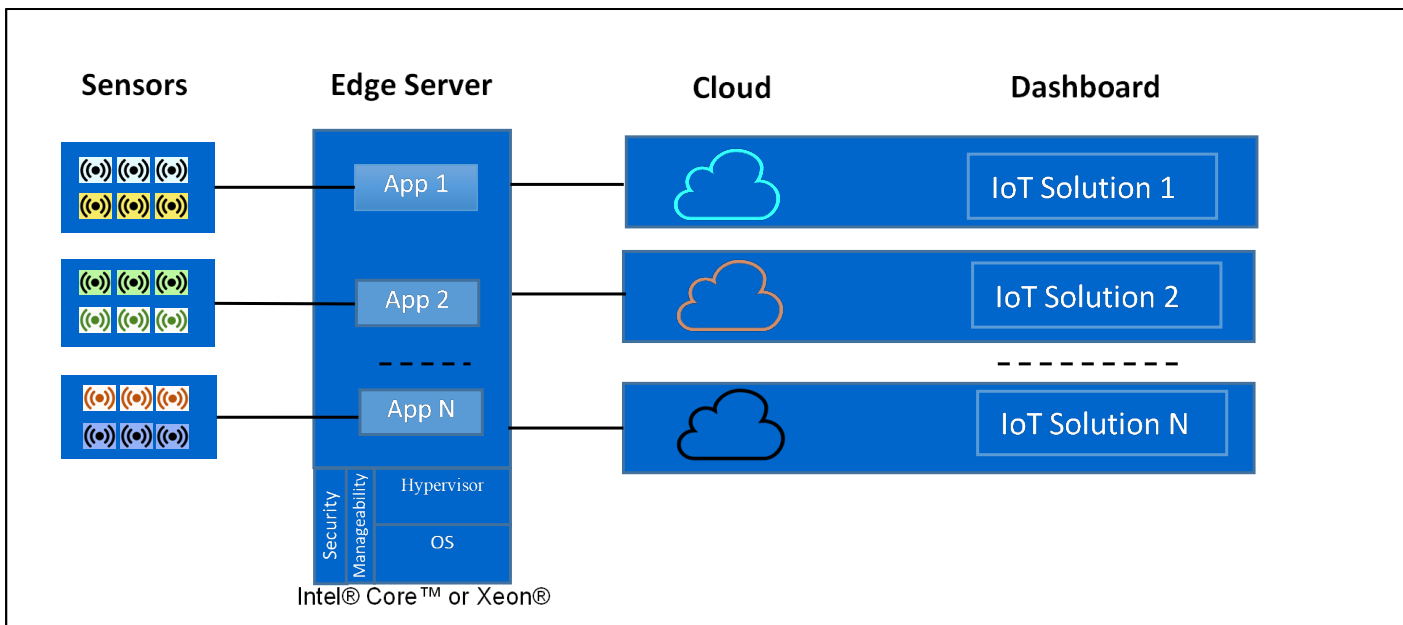 Sensors
Edge Server
Cloud
Dashboard
App 1
IoT Solution 1
App 2
IoT Solution 2
App N
IoT Solution N
Security
Manageability
Hypervisor
OS
Intel® Core™ or Xeon®